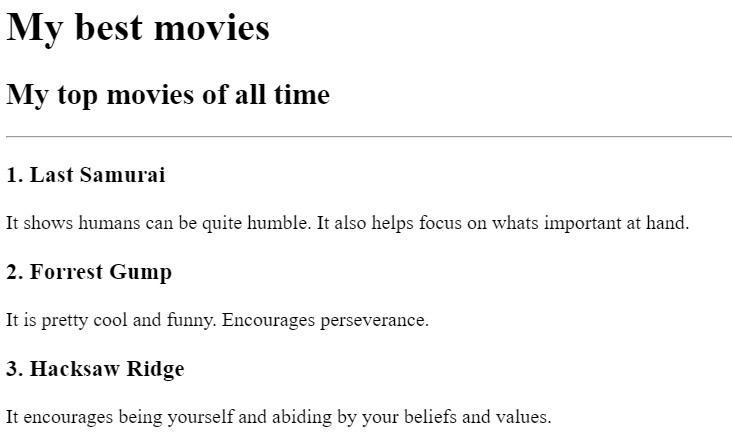 My best movies
My top movies of all time
1. Last Samurai
It shows humans can be quite humble. It also helps focus on whats important at hand.
2. Forrest Gump
It is pretty cool and funny. Encourages perseverance.
3. Hacksaw Ridge
It encourages being yourself and abiding by your beliefs and values.